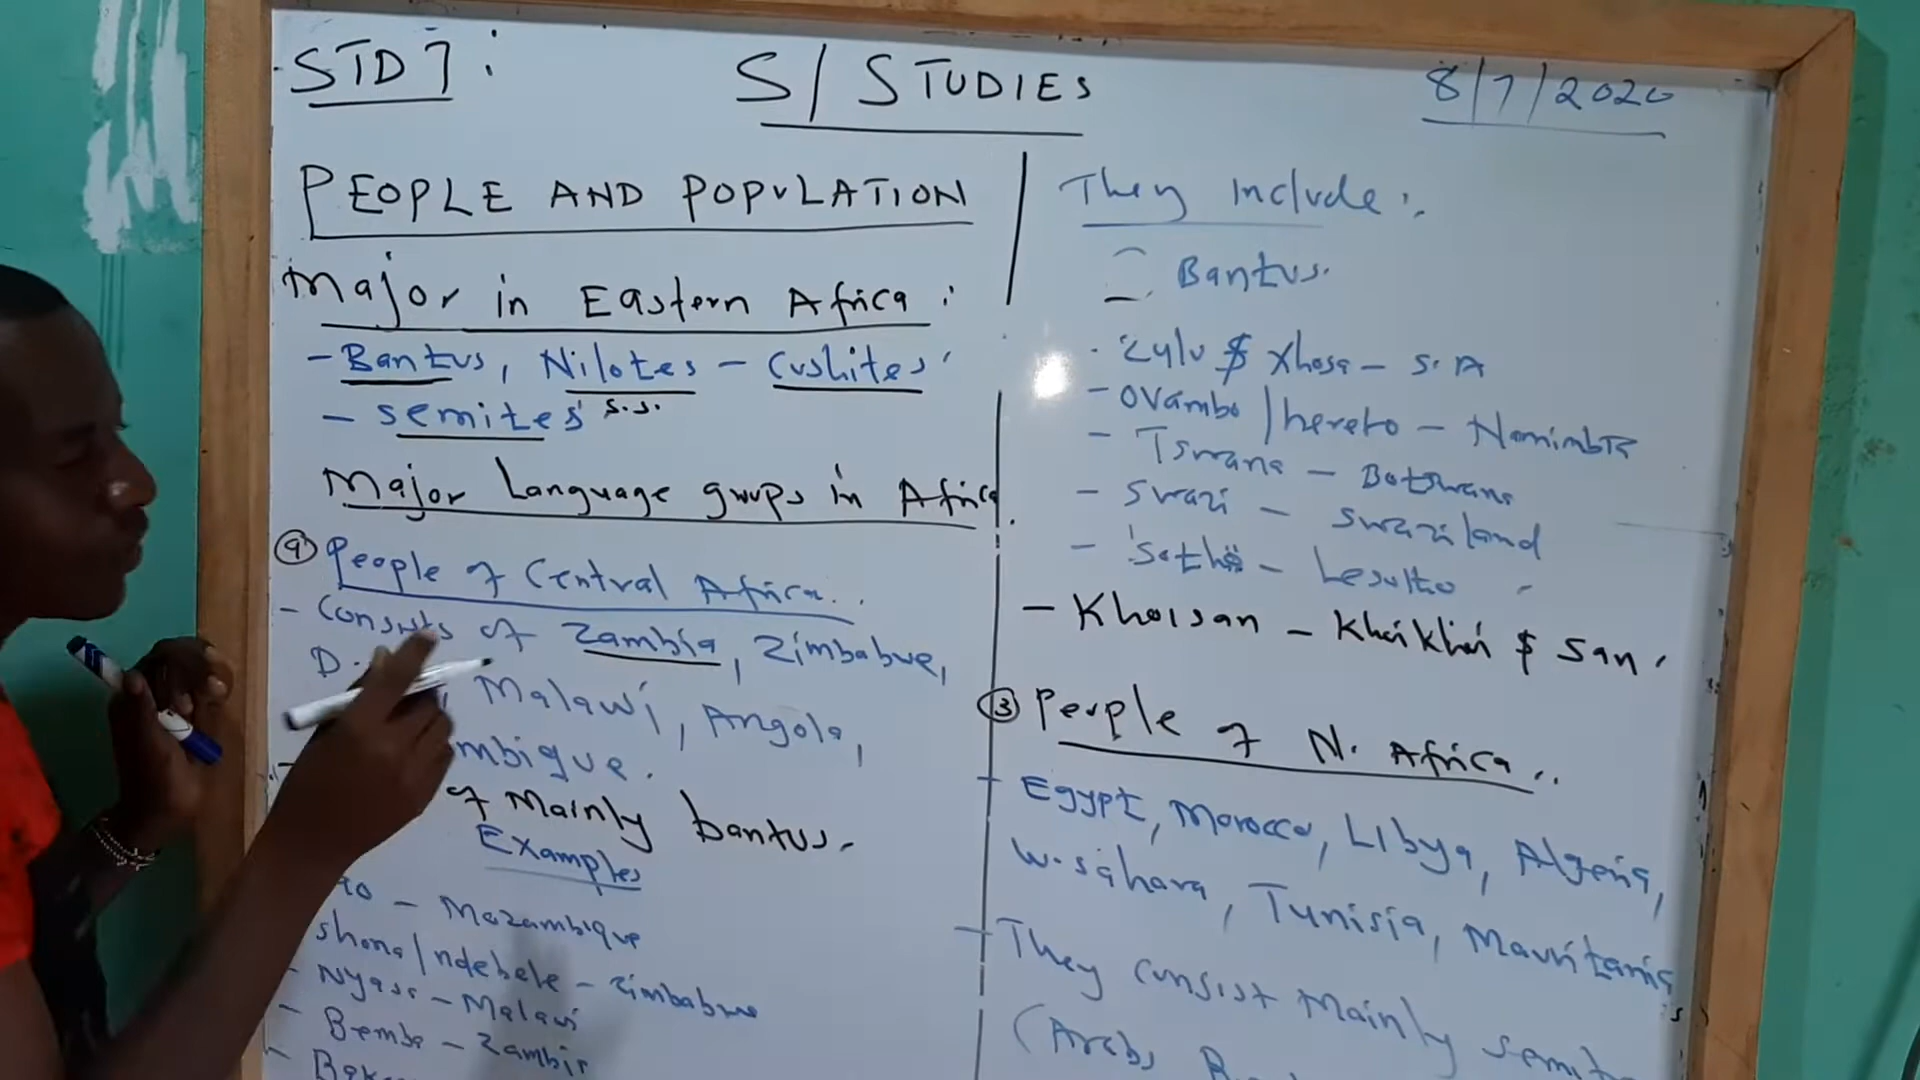 STD 7:
S/STUDIES
8/7/2020
PEOPLE AND POPULATION
Major in Eastern Africa:
- Bantus, Nilotes - Cushites
- semites s.s.
Major Language groups in Africa.
People of Central Africa..
- Consists of Zambia, Zimbabwe,
D. Malawi, Angola,
mbique.
of Mainly bantus.
Examples
- Mozambique
shona/ndebele - Zimbabwe
- Nyasa - Malawi
- Bemba - Zambia
They include:
Bantus.
Zulu $ Xhosa - S.A
- Ovambo/herero -
- Tswana - Botswana
- Swazi - Swaziland
- Sotho - Lesotho
- Khoisan - Khoikhoi $ San.
③ People of N. Africa..
- Egypt, Morocco, Libya, Algeria,
W. Sahara, Tunisia, Mauritania
- They consist Mainly
(Arabs